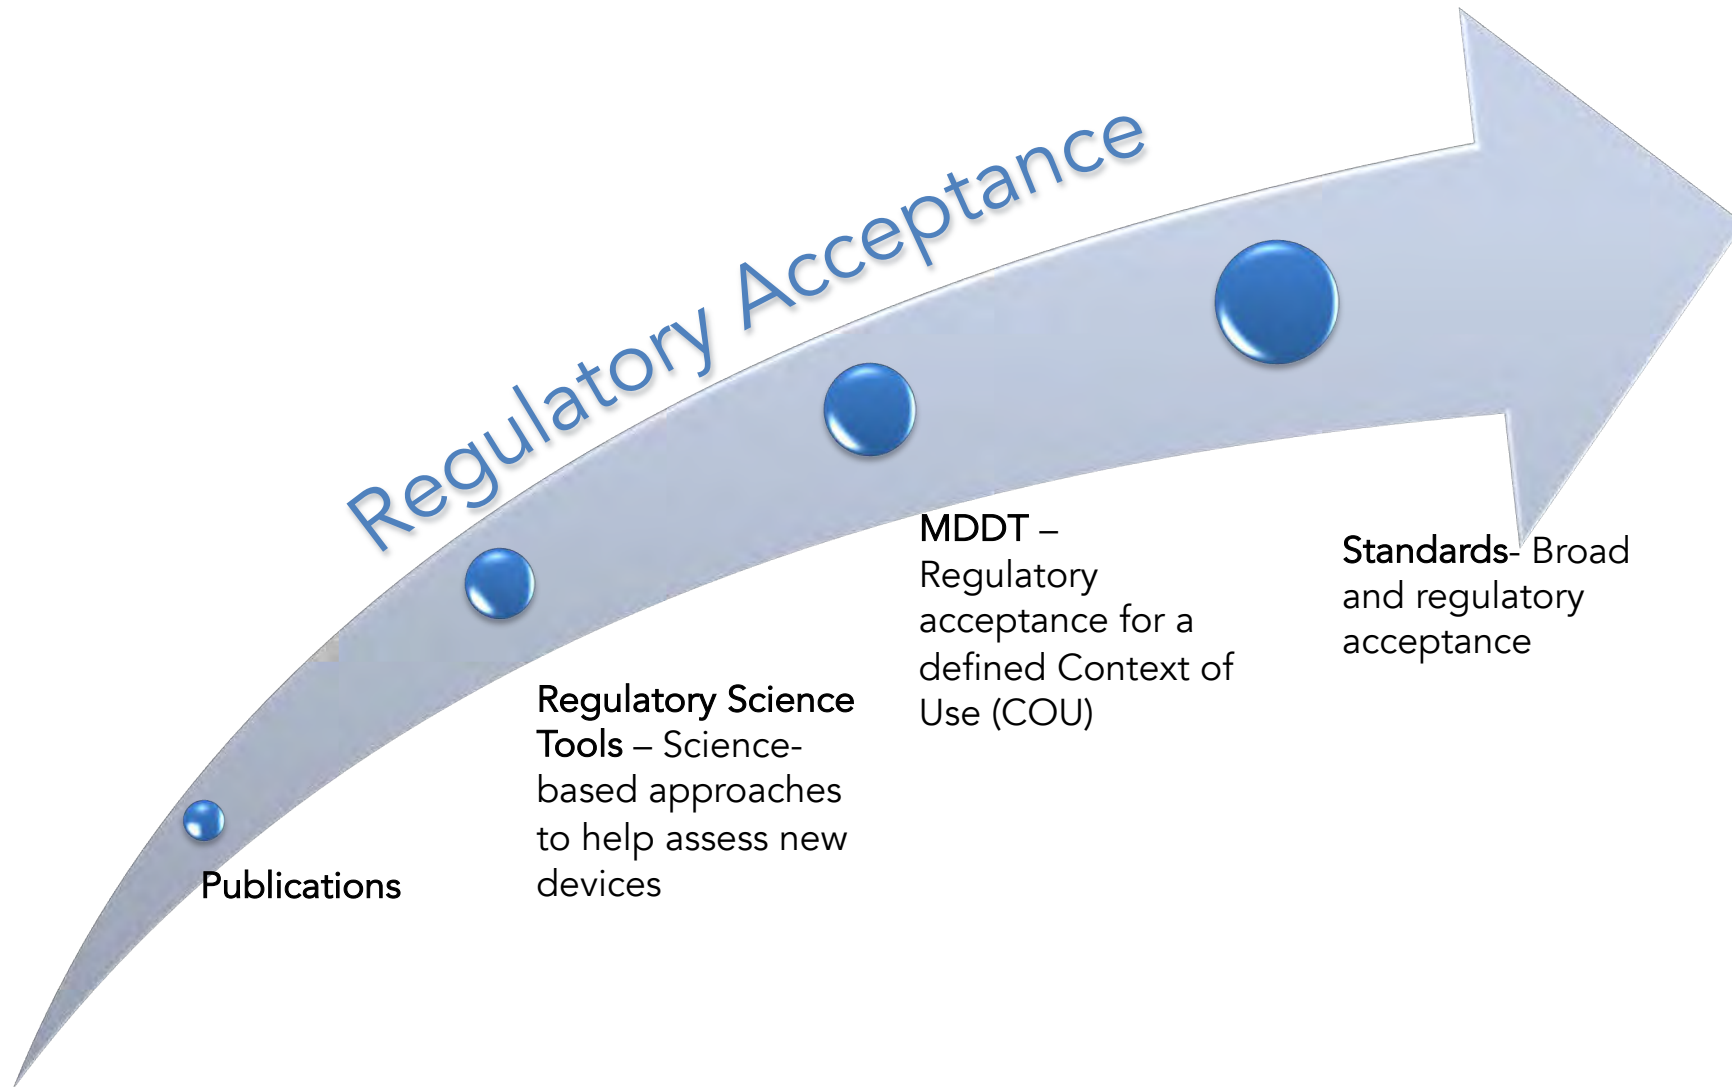 Regulatory Acceptance
Publications
Regulatory Science
Tools – Science-
based approaches
to help assess new
devices
MDDT –
Regulatory
acceptance for a
defined Context of
Use (COU)
Standards- Broad
and regulatory
acceptance